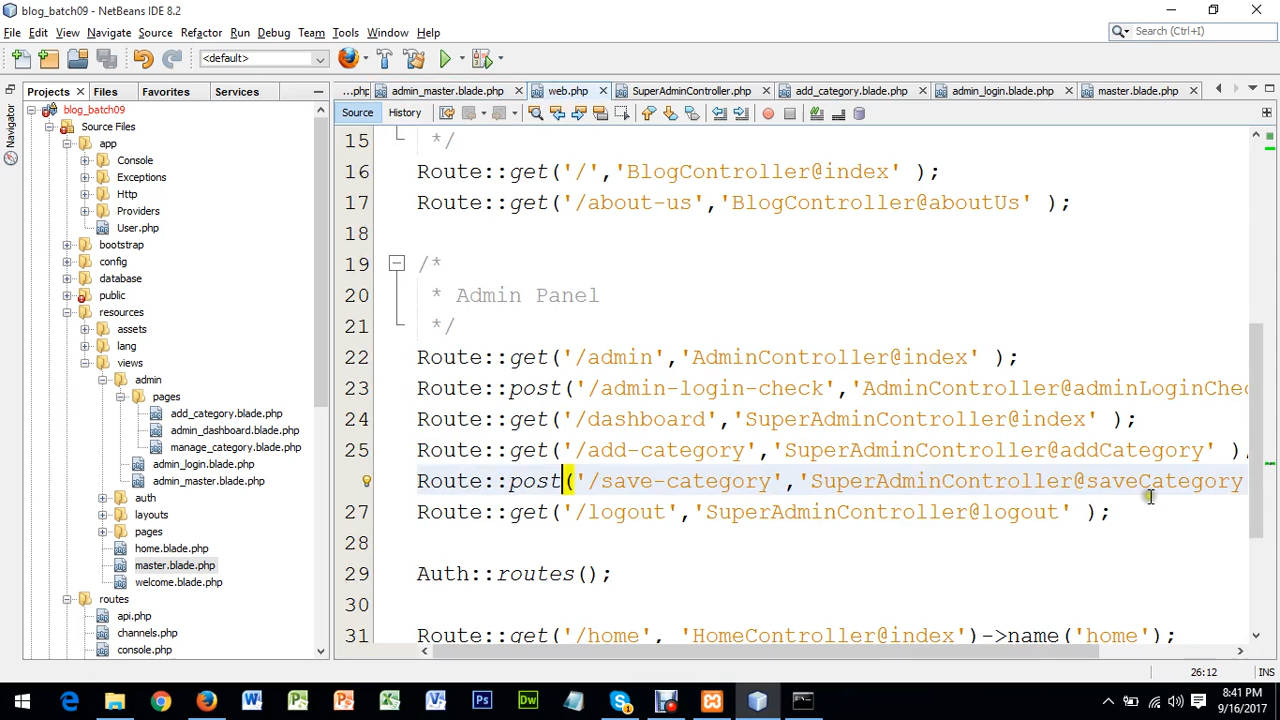 blog_batch09 - NetBeans IDE 8.2
File Edit View Navigate Source Refactor Run Debug Team Tools Window Help
Search (Ctrl+I)
<default>
Projects Files Favorites Services
...php admin_master.blade.php web.php SuperAdminController.php add_category.blade.php admin_login.blade.php master.blade.php
Navigator
Source History
blog_batch09
Source Files
app
Console
Exceptions
Http
Providers
User.php
bootstrap
config
database
public
resources
assets
lang
views
admin
pages
add_category.blade.php
admin_dashboard.blade.php
manage_category.blade.php
admin_login.blade.php
admin_master.blade.php
auth
layouts
pages
home.blade.php
master.blade.php
welcome.blade.php
routes
api.php
channels.php
console.php
15 */
16 Route::get('/','BlogController@index' );
17 Route::get('/about-us','BlogController@aboutUs' );
18
19 /*
20 * Admin Panel
21 */
22 Route::get('/admin','AdminController@index' );
23 Route::post('/admin-login-check','AdminController@adminLoginChec
24 Route::get('/dashboard','SuperAdminController@index' );
25 Route::get('/add-category','SuperAdminController@addCategory' );
26 Route::post('/save-category','SuperAdminController@saveCategory
27 Route::get('/logout','SuperAdminController@logout' );
28
29 Auth::routes();
30
31 Route::get('/home', 'HomeController@index')->name('home');
26:12 INS
8:41 PM
9/16/2017